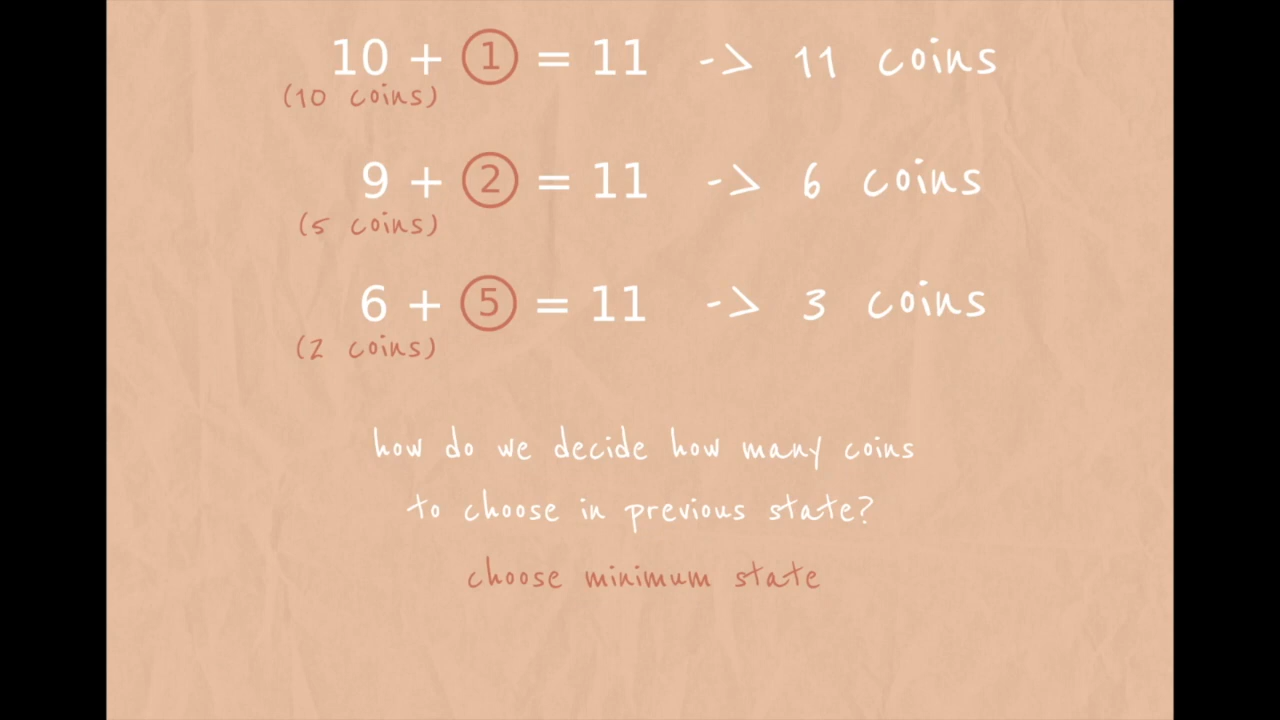 10 + 1 = 11 -> 11 coins
(10 coins)
9 + 2 = 11 -> 6 coins
(5 coins)
6 + 5 = 11 -> 3 coins
(2 coins)
how do we decide how many coins
to choose in previous state?
choose minimum state